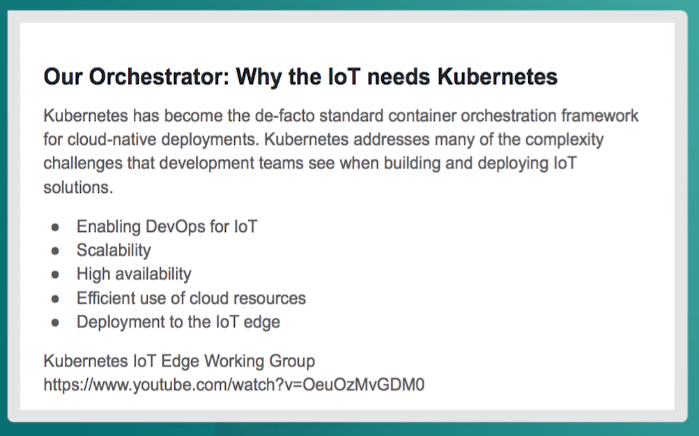 Our Orchestrator: Why the IoT needs Kubernetes
Kubernetes has become the de-facto standard container orchestration framework
for cloud-native deployments. Kubernetes addresses many of the complexity
challenges that development teams see when building and deploying IoT
solutions.
● Enabling DevOps for IoT
● Scalability
● High availability
● Efficient use of cloud resources
● Deployment to the IoT edge
Kubernetes IoT Edge Working Group
https://www.youtube.com/watch?v=OeuOzMvGDM0